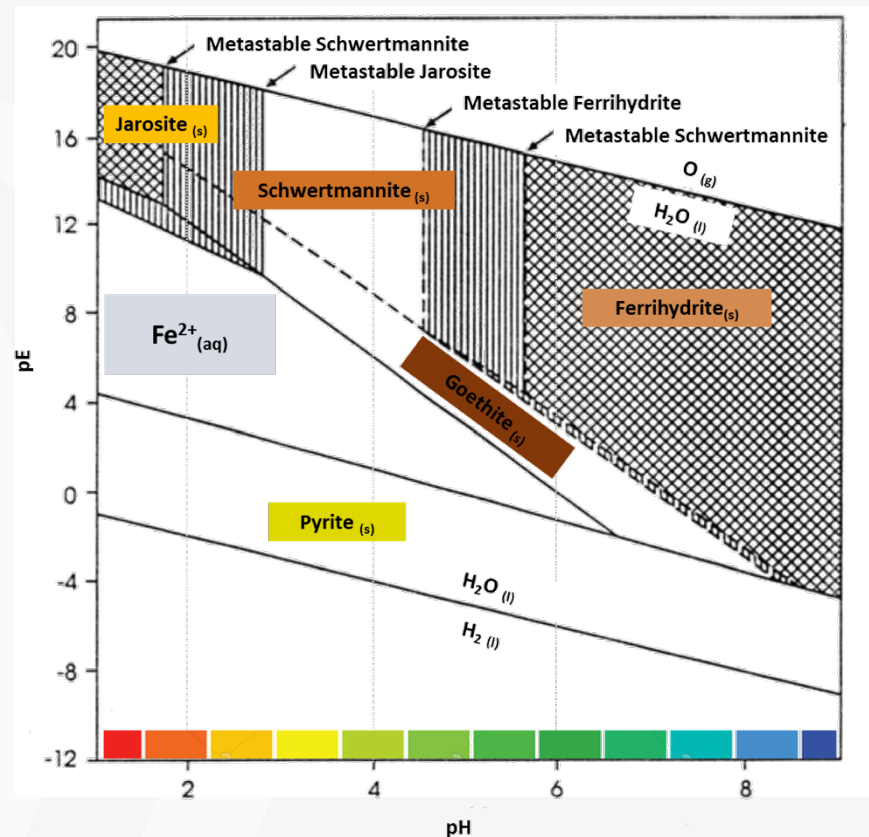 20
16
12
8
4
0
-4
-8
-12
pE
Metastable Schwertmannite
Metastable Jarosite
Metastable Ferrihydrite
Metastable Schwertmannite
Jarosite(s)
Schwertmannite(s)
O(g)
H2O(l)
Ferrihydrite(s)
Fe2+(aq)
Goethite(s)
Pyrite (s)
H2O(l)
H2 (l)
2
4
6
8
pH